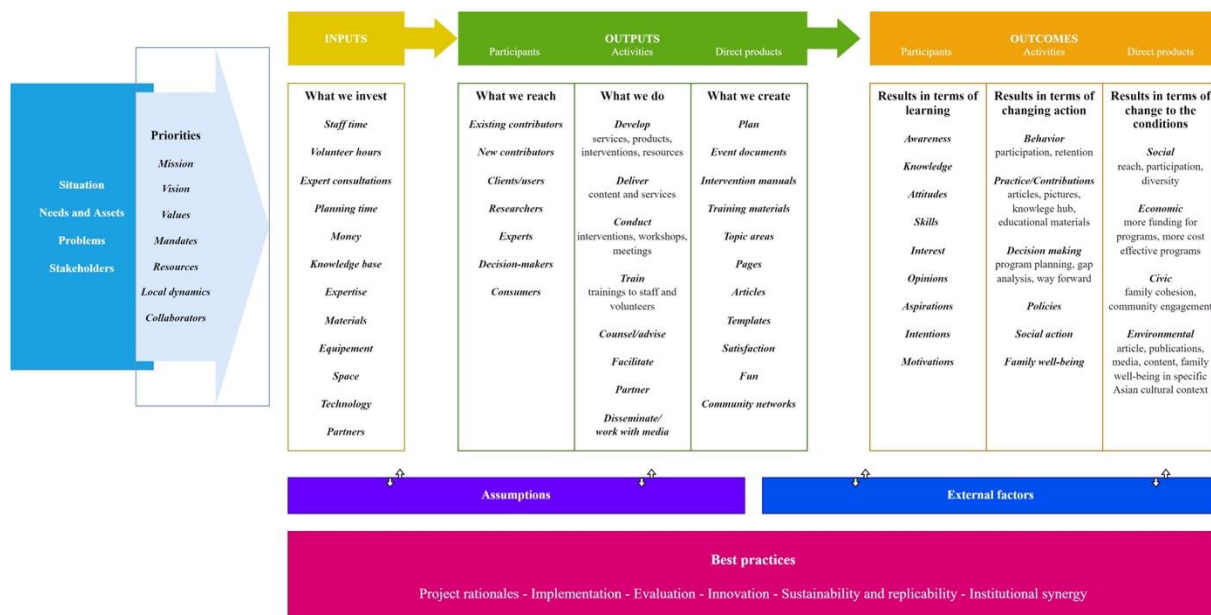 Situation
Needs and Assets
Problems
Stakeholders
Priorities
Mission
Vision
Values
Mandates
Resources
Local dynamics
Collaborators
INPUTS
What we invest
Staff time
Volunteer hours
Expert consultations
Planning time
Money
Knowledge base
Expertise
Materials
Equipement
Space
Technology
Partners
OUTPUTS
Participants
Activities
Direct products
What we reach
Existing contributors
New contributors
Clients/users
Researchers
Experts
Decision-makers
Consumers
What we do
Develop
services, products,
interventions, resources
Deliver
content and services
Conduct
interventions, workshops,
meetings
Train
trainings to staff and
volunteers
Counsel/advise
Facilitate
Partner
Disseminate/
work with media
What we create
Plan
Event documents
Intervention manuals
Training materials
Topic areas
Pages
Articles
Templates
Satisfaction
Fun
Community networks
OUTCOMES
Participants
Activities
Direct products
Results in terms of
learning
Awareness
Knowledge
Attitudes
Skills
Interest
Opinions
Aspirations
Intentions
Motivations
Results in terms of
changing action
Behavior
participation, retention
Practice/Contributions
articles, pictures,
knowlege hub,
educational materials
Decision making
program planning, gap
analysis, way forward
Policies
Social action
Family well-being
Results in terms of
change to the
conditions
Social
reach, participation,
diversity
Economic
more funding for
programs, more cost
effective programs
Civic
family cohesion,
community engagement
Environmental
article, publications,
media, content, family
well-being in specific
Asian cultural context
Assumptions
External factors
Best practices
Project rationales - Implementation - Evaluation - Innovation - Sustainability and replicability - Institutional synergy